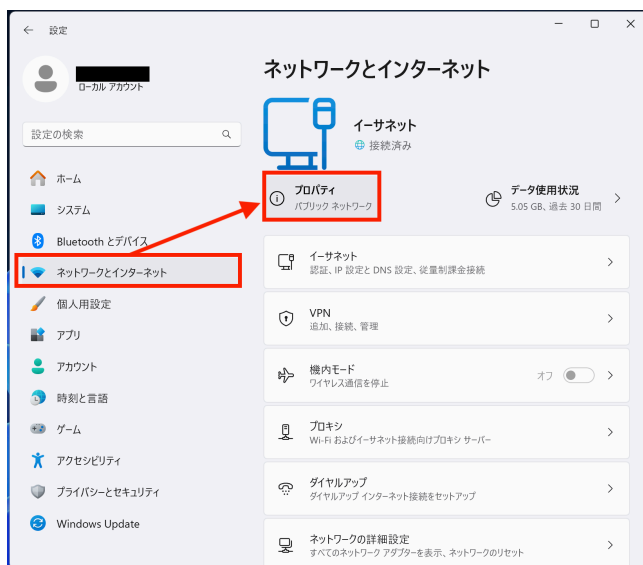 設定
ローカル アカウント
設定の検索
ホーム
システム
Bluetooth とデバイス
ネットワークとインターネット
個人用設定
アプリ
アカウント
時刻と言語
ゲーム
アクセシビリティ
プライバシーとセキュリティ
Windows Update
ネットワークとインターネット
イーサネット
接続済み
プロパティ
パブリック ネットワーク
データ使用状況
5.05 GB、過去 30 日間
イーサネット
認証、IP 設定と DNS 設定、従量制課金接続
VPN
追加、接続、管理
機内モード
ワイヤレス通信を停止
オフ
プロキシ
Wi-Fi およびイーサネット接続向けプロキシ サーバー
ダイヤルアップ
ダイヤルアップ インターネット接続をセットアップ
ネットワークの詳細設定
すべてのネットワーク アダプターを表示、ネットワークのリセット